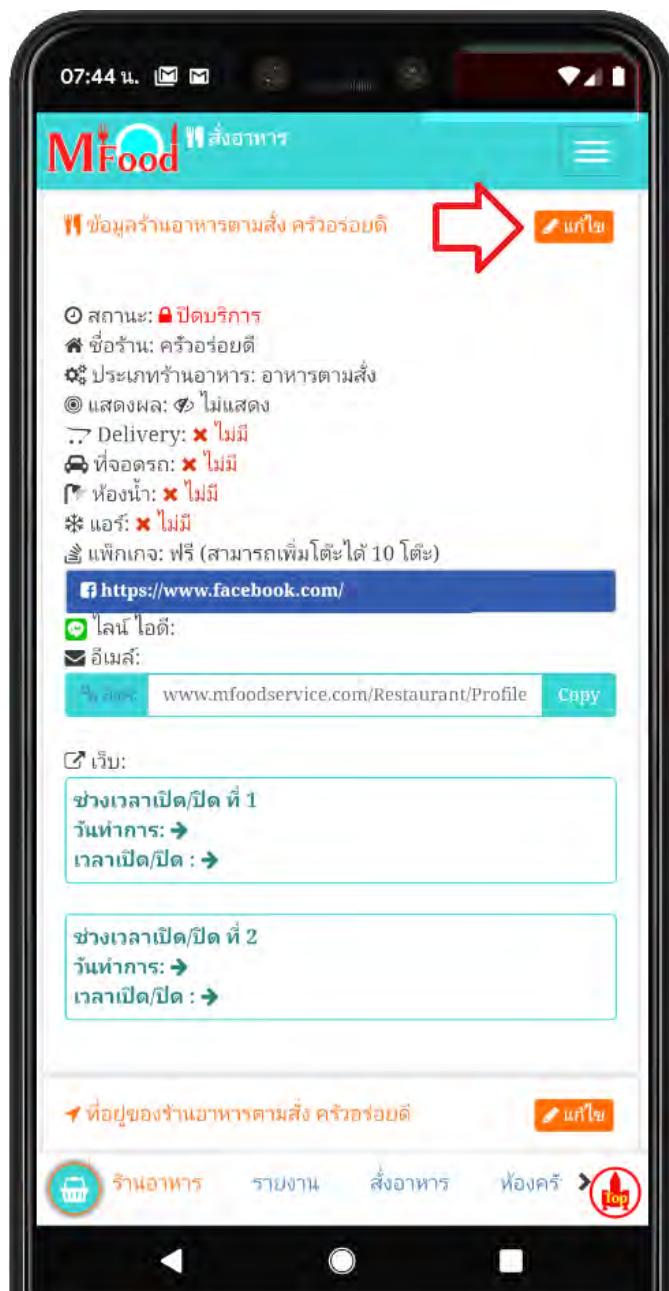 07:44 น.
MFood สั่งอาหาร
ข้อมูลร้านอาหารตามสั่ง ครัวอร่อยดี
แก้ไข
สถานะ: ปิดบริการ
ชื่อร้าน: ครัวอร่อยดี
ประเภทร้านอาหาร: อาหารตามสั่ง
แสดงผล: ไม่แสดง
Delivery: ไม่มี
ที่จอดรถ: ไม่มี
ห้องน้ำ: ไม่มี
แอร์: ไม่มี
แพ็กเกจ: ฟรี (สามารถเพิ่มโต๊ะได้ 10 โต๊ะ)
https://www.facebook.com/
ไลน์ ไอดี:
อีเมล์:
www.mfoodservice.com/Restaurant/Profile Copy
เว็บ:
ช่วงเวลาเปิด/ปิด ที่ 1
วันทำการ:
เวลาเปิด/ปิด :
ช่วงเวลาเปิด/ปิด ที่ 2
วันทำการ:
เวลาเปิด/ปิด :
ที่อยู่ของร้านอาหารตามสั่ง ครัวอร่อยดี
แก้ไข
ร้านอาหาร รายงาน สั่งอาหาร ห้องครั Top